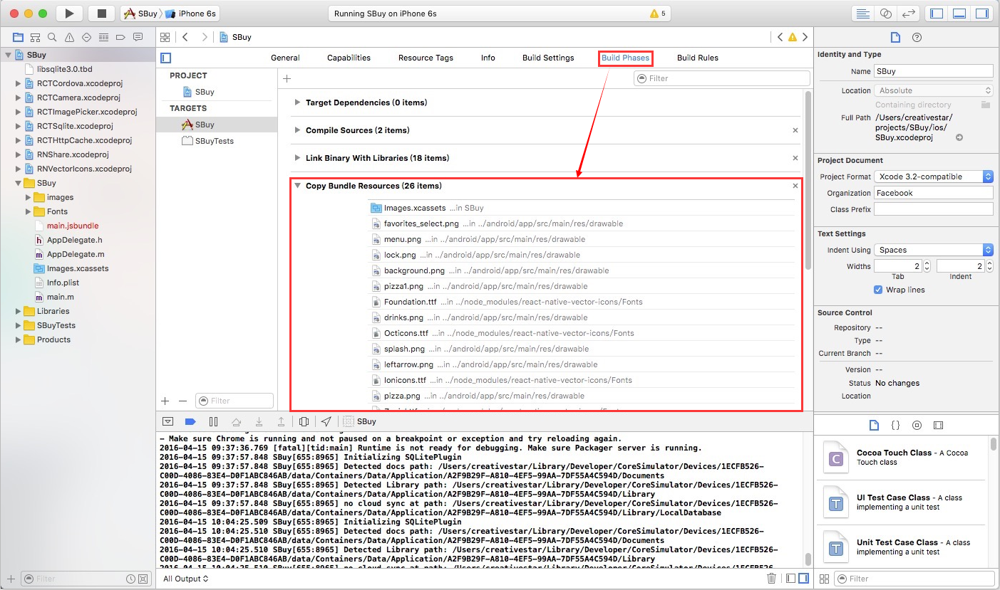 SBuy
iPhone 6s
Running SBuy on iPhone 6s
5
SBuy
SBuy
libsqlite3.0.tbd
RCTCordova.xcodeproj
RCTCamera.xcodeproj
RCTImagePicker.xcodeproj
RCTSqlite.xcodeproj
RCTHttpCache.xcodeproj
RNShare.xcodeproj
RNVectorIcons.xcodeproj
SBuy
images
Fonts
main.jsbundle
AppDelegate.h
AppDelegate.m
Images.xcassets
Info.plist
main.m
Libraries
SBuyTests
Products
Filter
General
Capabilities
Resource Tags
Info
Build Settings
Build Phases
Build Rules
PROJECT
SBuy
TARGETS
SBuy
SBuyTests
Filter
Filter
Target Dependencies (0 items)
Compile Sources (2 items)
Link Binary With Libraries (18 items)
Copy Bundle Resources (26 items)
Images.xcassets ...in SBuy
favorites_select.png ...in ../android/app/src/main/res/drawable
menu.png ...in ../android/app/src/main/res/drawable
lock.png ...in ../android/app/src/main/res/drawable
background.png ...in ../android/app/src/main/res/drawable
pizza1.png ...in ../android/app/src/main/res/drawable
Foundation.ttf ...in ../node_modules/react-native-vector-icons/Fonts
drinks.png ...in ../android/app/src/main/res/drawable
Octicons.ttf ...in ../node_modules/react-native-vector-icons/Fonts
splash.png ...in ../android/app/src/main/res/drawable
leftarrow.png ...in ../android/app/src/main/res/drawable
Ionicons.ttf ...in ../node_modules/react-native-vector-icons/Fonts
pizza.png ...in ../android/app/src/main/res/drawable
SBuy
- Make sure Chrome is running and not paused on a breakpoint or exception and try reloading again.
2016-04-15 09:37:36.769 [fatal][tid:main] Runtime is not ready for debugging. Make sure Packager server is running.
2016-04-15 09:37:57.848 SBuy[655:8965] Initializing SQLitePlugin
2016-04-15 09:37:57.848 SBuy[655:8965] Detected docs path: /Users/creativestar/Library/Developer/CoreSimulator/Devices/1ECFB526-
C00D-4086-83E4-D0F1ABC846AB/data/Containers/Data/Application/A2F9B29F-A810-4EF5-99AA-7DF55A4C594D/Documents
2016-04-15 09:37:57.848 SBuy[655:8965] Detected Library path: /Users/creativestar/Library/Developer/CoreSimulator/Devices/1ECFB526-
C00D-4086-83E4-D0F1ABC846AB/data/Containers/Data/Application/A2F9B29F-A810-4EF5-99AA-7DF55A4C594D/Library
2016-04-15 09:37:57.848 SBuy[655:8965] no cloud sync at path: /Users/creativestar/Library/Developer/CoreSimulator/Devices/1ECFB526-
C00D-4086-83E4-D0F1ABC846AB/data/Containers/Data/Application/A2F9B29F-A810-4EF5-99AA-7DF55A4C594D/Library/LocalDatabase
2016-04-15 10:04:25.509 SBuy[655:8965] Initializing SQLitePlugin
2016-04-15 10:04:25.510 SBuy[655:8965] Detected docs path: /Users/creativestar/Library/Developer/CoreSimulator/Devices/1ECFB526-
C00D-4086-83E4-D0F1ABC846AB/data/Containers/Data/Application/A2F9B29F-A810-4EF5-99AA-7DF55A4C594D/Documents
2016-04-15 10:04:25.510 SBuy[655:8965] Detected Library path: /Users/creativestar/Library/Developer/CoreSimulator/Devices/1ECFB526-
C00D-4086-83E4-D0F1ABC846AB/data/Containers/Data/Application/A2F9B29F-A810-4EF5-99AA-7DF55A4C594D/Library
2016-04-15 10:04:25.510 SBuy[655:8965] no cloud sync at path: /Users/creativestar/Library/Developer/CoreSimulator/Devices/1ECFB526-
All Output
Identity and Type
Name SBuy
Location Absolute
Containing directory
Full Path /Users/creativestar/
projects/SBuy/ios/
SBuy.xcodeproj
Project Document
Project Format Xcode 3.2-compatible
Organization Facebook
Class Prefix
Text Settings
Indent Using Spaces
Widths 2 2
Tab Indent
Wrap lines
Source Control
Repository --
Type --
Current Branch --
Version --
Status No changes
Location
Cocoa Touch Class - A Cocoa
Touch class
UI Test Case Class - A class
implementing a unit test
Unit Test Case Class - A class
implementing a unit test
Filter